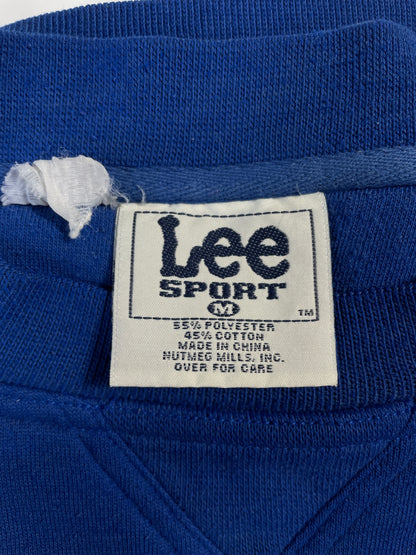 Lee
SPORT
M
TM
55% POLYESTER
45% COTTON
MADE IN CHINA
NUTMEG MILLS, INC.
OVER FOR CARE